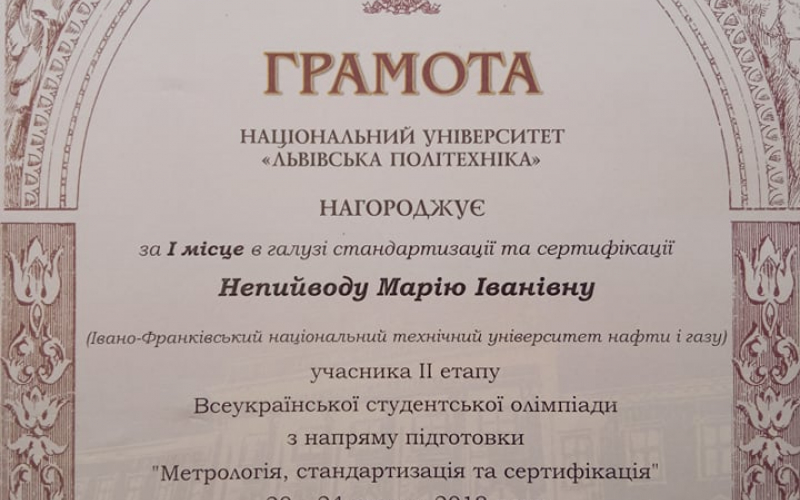 ГРАМОТА
НАЦІОНАЛЬНИЙ УНІВЕРСИТЕТ
«ЛЬВІВСЬКА ПОЛІТЕХНІКА»
НАГОРОДЖУЄ
за І місце в галузі стандартизації та сертифікації
Непийводу Марію Іванівну
(Івано-Франківський національний технічний університет нафти і газу)
учасника ІІ етапу
Всеукраїнської студентської олімпіади
з напряму підготовки
"Метрологія, стандартизація та сертифікація"